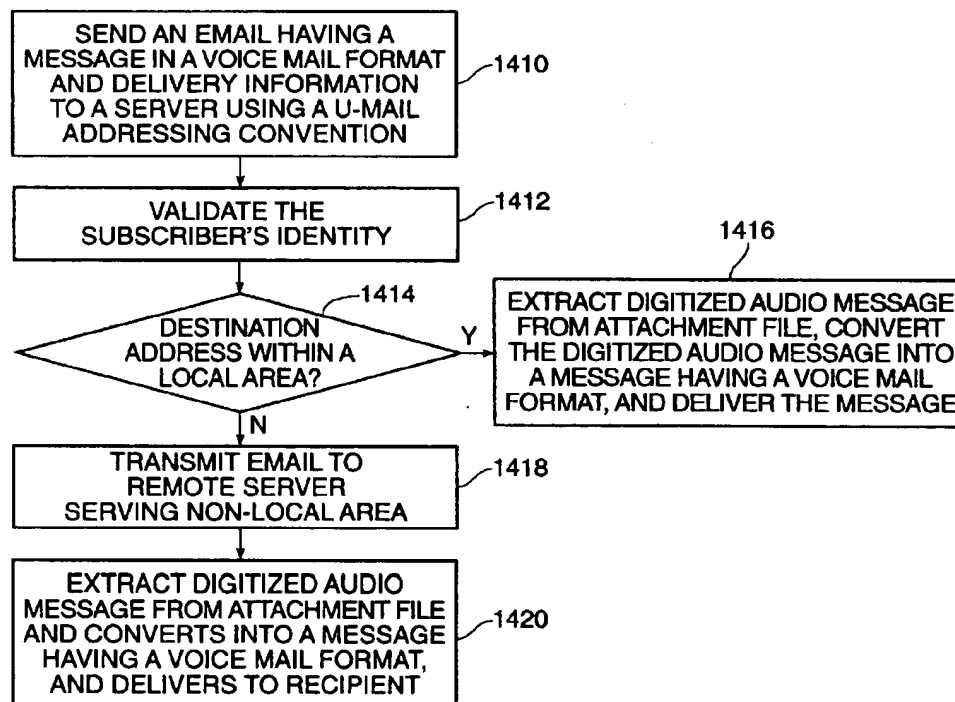 SEND AN EMAIL HAVING A
MESSAGE IN A VOICE MAIL FORMAT
AND DELIVERY INFORMATION
TO A SERVER USING A U-MAIL
ADDRESSING CONVENTION
1410
VALIDATE THE
SUBSCRIBER'S IDENTITY
1412
1414
DESTINATION
ADDRESS WITHIN A
LOCAL AREA?
Y
N
1416
EXTRACT DIGITIZED AUDIO MESSAGE
FROM ATTACHMENT FILE, CONVERT
THE DIGITIZED AUDIO MESSAGE INTO
A MESSAGE HAVING A VOICE MAIL
FORMAT, AND DELIVER THE MESSAGE
TRANSMIT EMAIL TO
REMOTE SERVER
SERVING NON-LOCAL AREA
1418
EXTRACT DIGITIZED AUDIO
MESSAGE FROM ATTACHMENT FILE
AND CONVERTS INTO A MESSAGE
HAVING A VOICE MAIL FORMAT,
AND DELIVERS TO RECIPIENT
1420